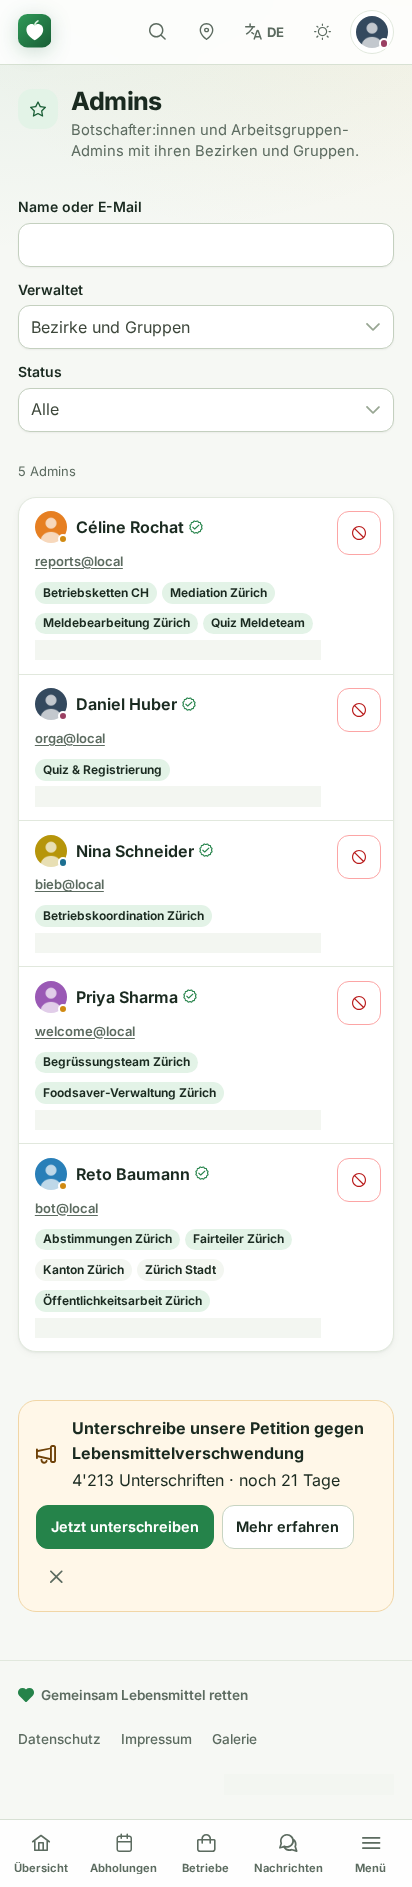 DE
Admins
Botschafter:innen und Arbeitsgruppen-
Admins mit ihren Bezirken und Gruppen.
Name oder E-Mail
Verwaltet
Bezirke und Gruppen
Status
Alle
5 Admins
Céline Rochat
reports@local
Betriebsketten CH Mediation Zürich
Meldebearbeitung Zürich Quiz Meldeteam
Daniel Huber
orga@local
Quiz & Registrierung
Nina Schneider
bieb@local
Betriebskoordination Zürich
Priya Sharma
welcome@local
Begrüssungsteam Zürich
Foodsaver-Verwaltung Zürich
Reto Baumann
bot@local
Abstimmungen Zürich Fairteiler Zürich
Kanton Zürich Zürich Stadt
Öffentlichkeitsarbeit Zürich
Unterschreibe unsere Petition gegen
Lebensmittelverschwendung
4'213 Unterschriften · noch 21 Tage
Jetzt unterschreiben Mehr erfahren
Gemeinsam Lebensmittel retten
Datenschutz Impressum Galerie
Übersicht Abholungen Betriebe Nachrichten Menü